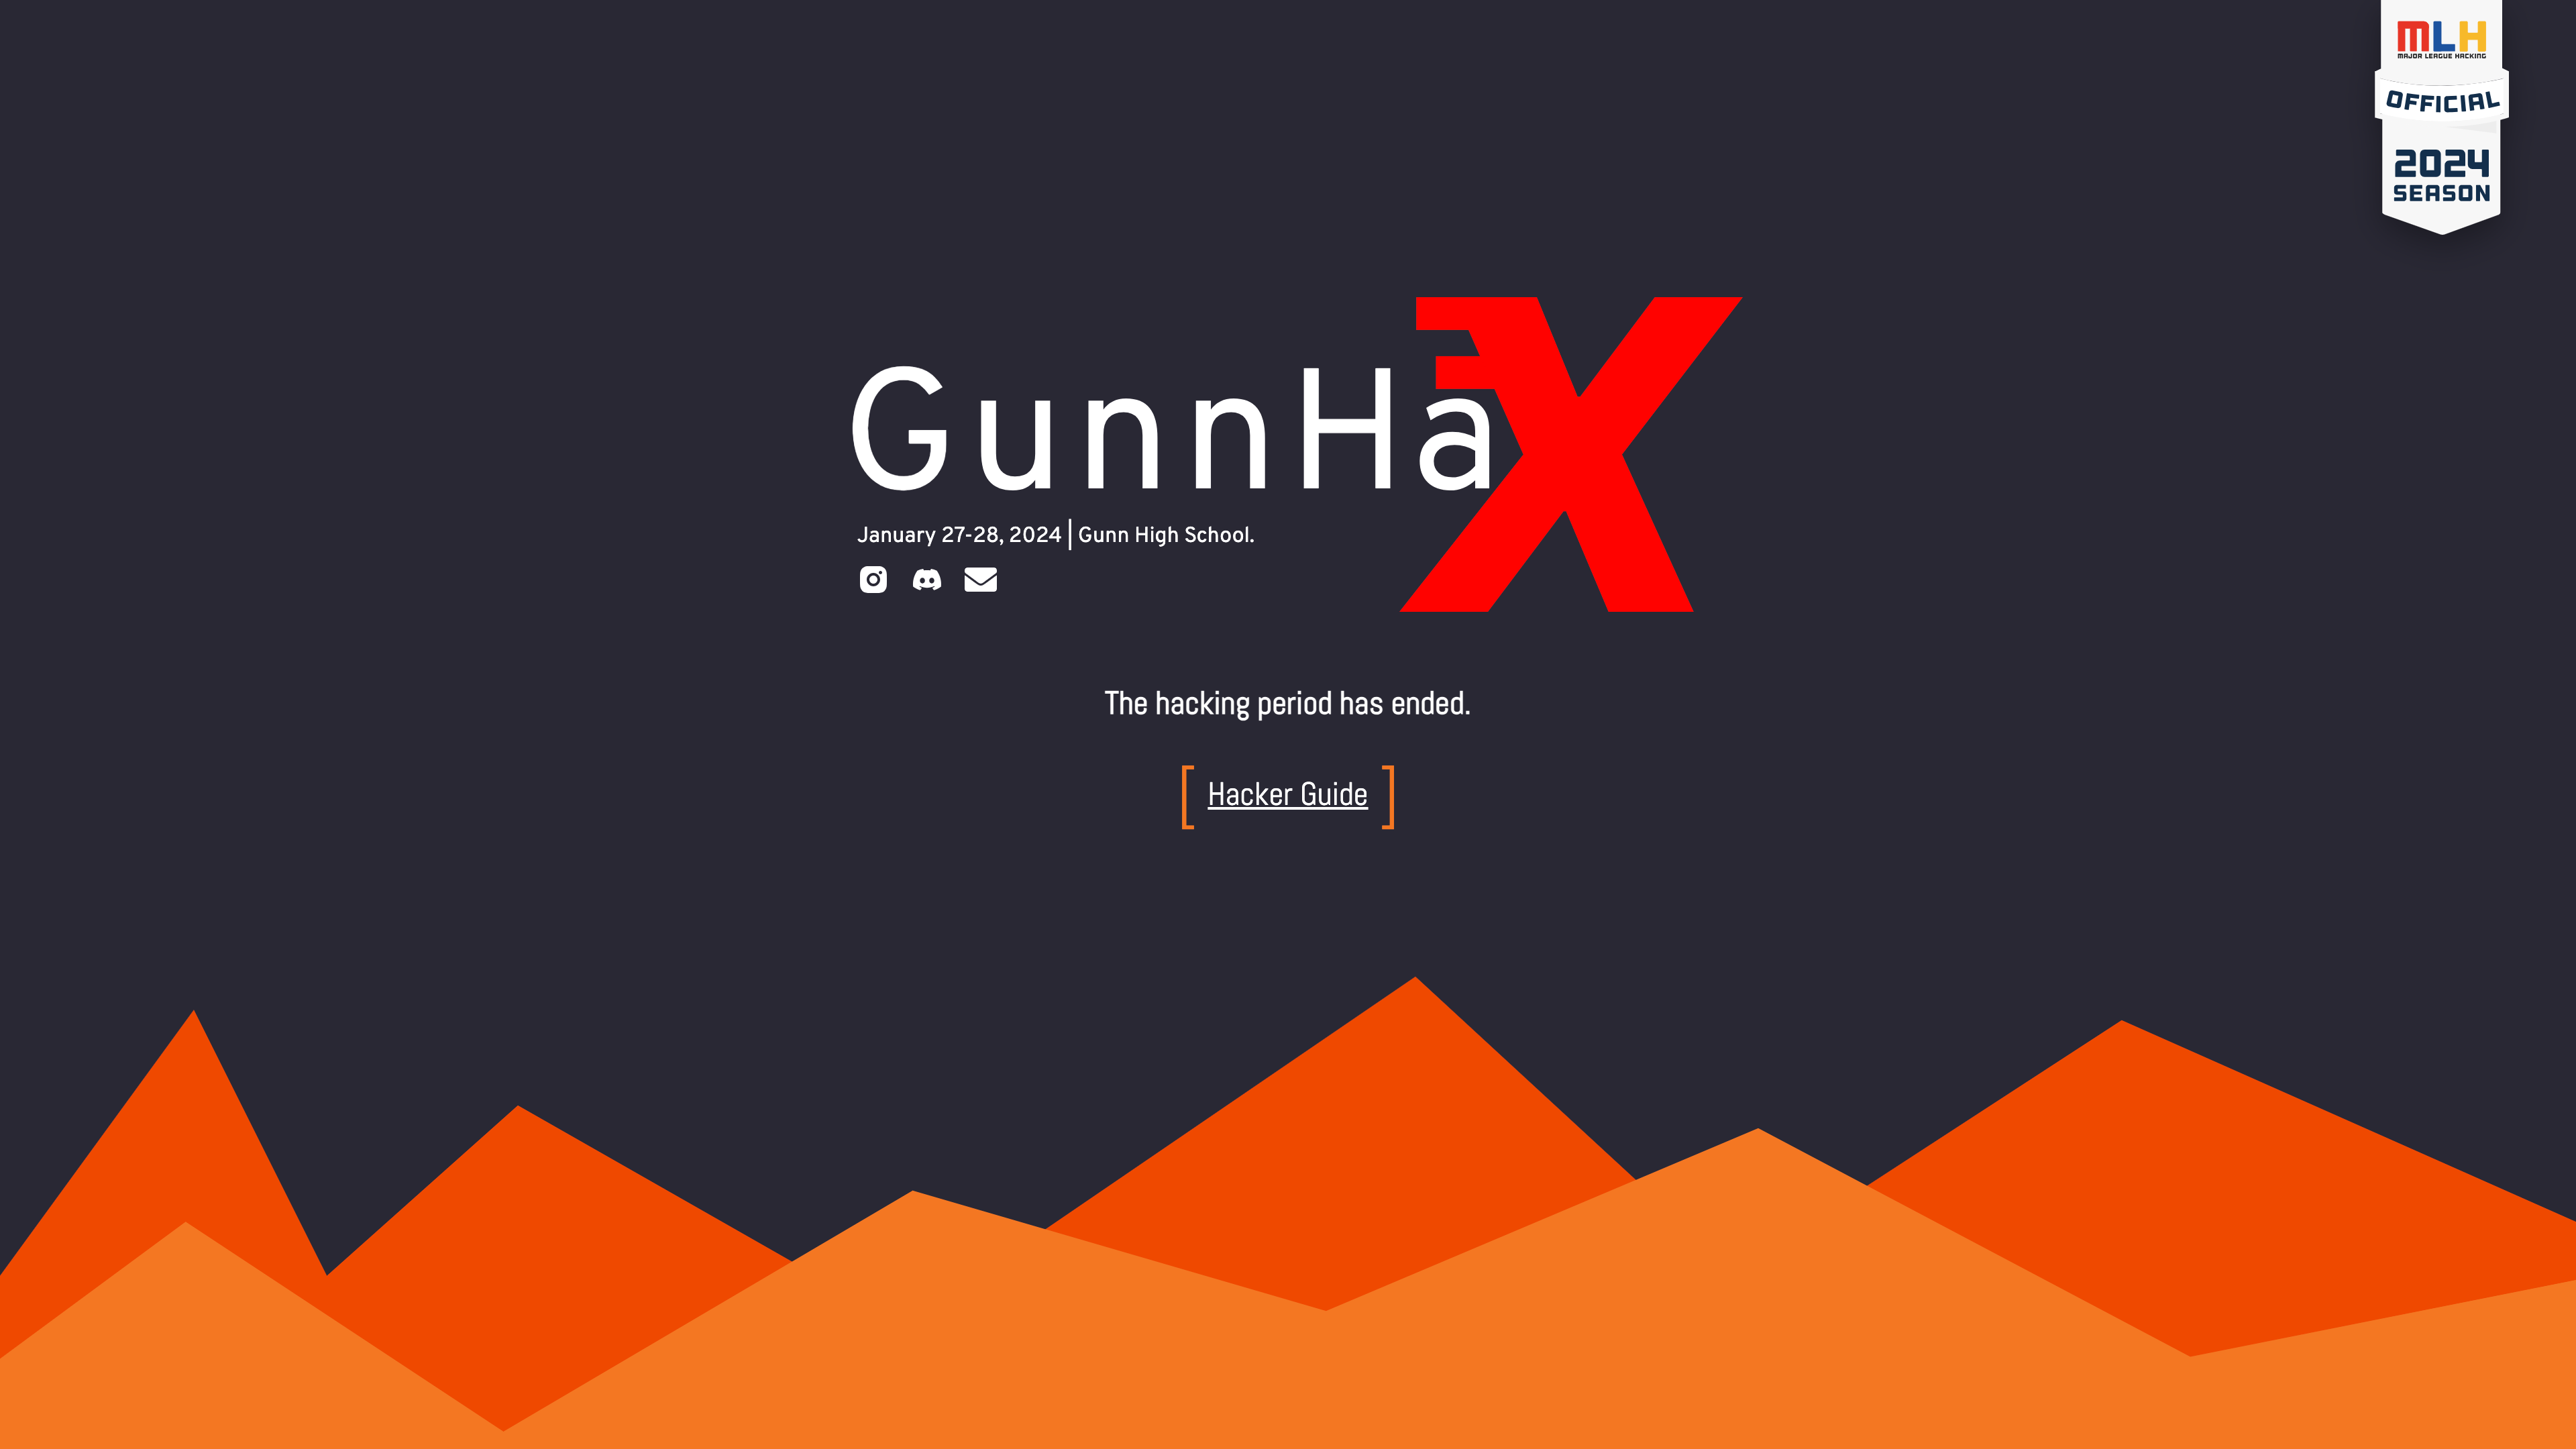 MLH
MAJOR LEAGUE HACKING
OFFICIAL
2024
SEASON
GunnHaX
January 27-28, 2024 | Gunn High School.
The hacking period has ended.
[ Hacker Guide ]